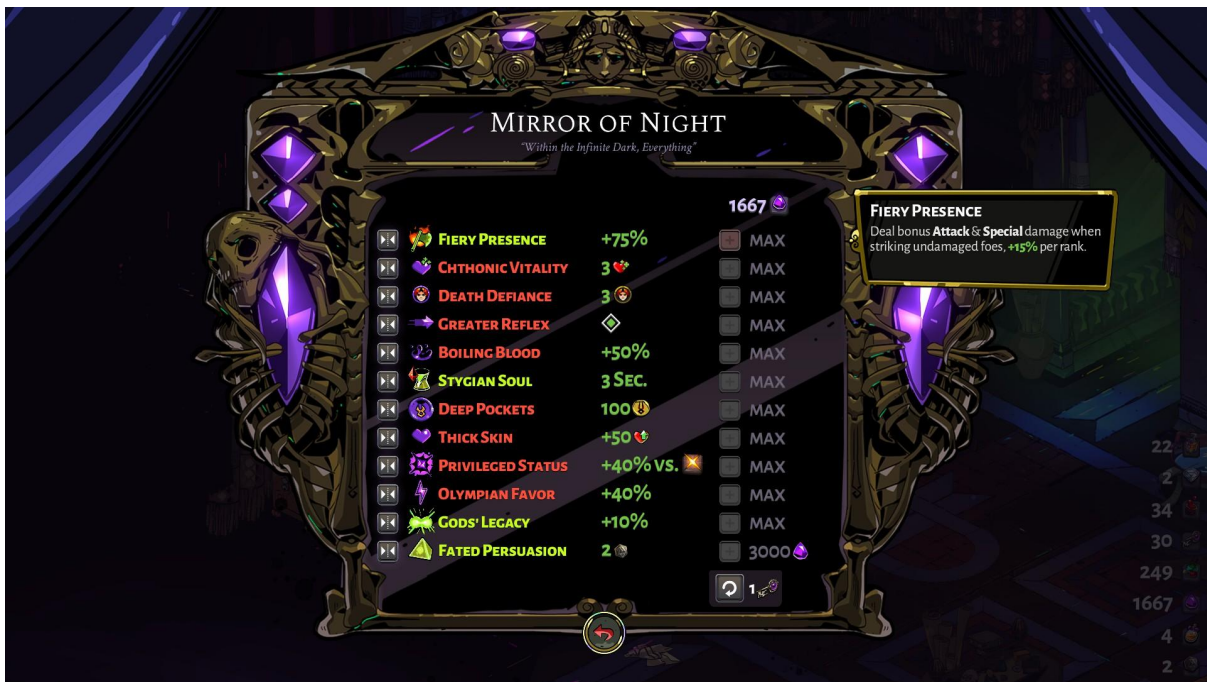 MIRROR OF NIGHT
"Within the Infinite Dark, Everything"
1667
FIERY PRESENCE +75% MAX
CHTHONIC VITALITY 3 MAX
DEATH DEFIANCE 3 MAX
GREATER REFLEX MAX
BOILING BLOOD +50% MAX
STYGIAN SOUL 3 SEC. MAX
DEEP POCKETS 100 MAX
THICK SKIN +50 MAX
PRIVILEGED STATUS +40% VS. MAX
OLYMPIAN FAVOR +40% MAX
GODS' LEGACY +10% MAX
FATED PERSUASION 2 3000
1
FIERY PRESENCE
Deal bonus Attack & Special damage when
striking undamaged foes, +15% per rank.
22
2
34
30
249
1667
4
2